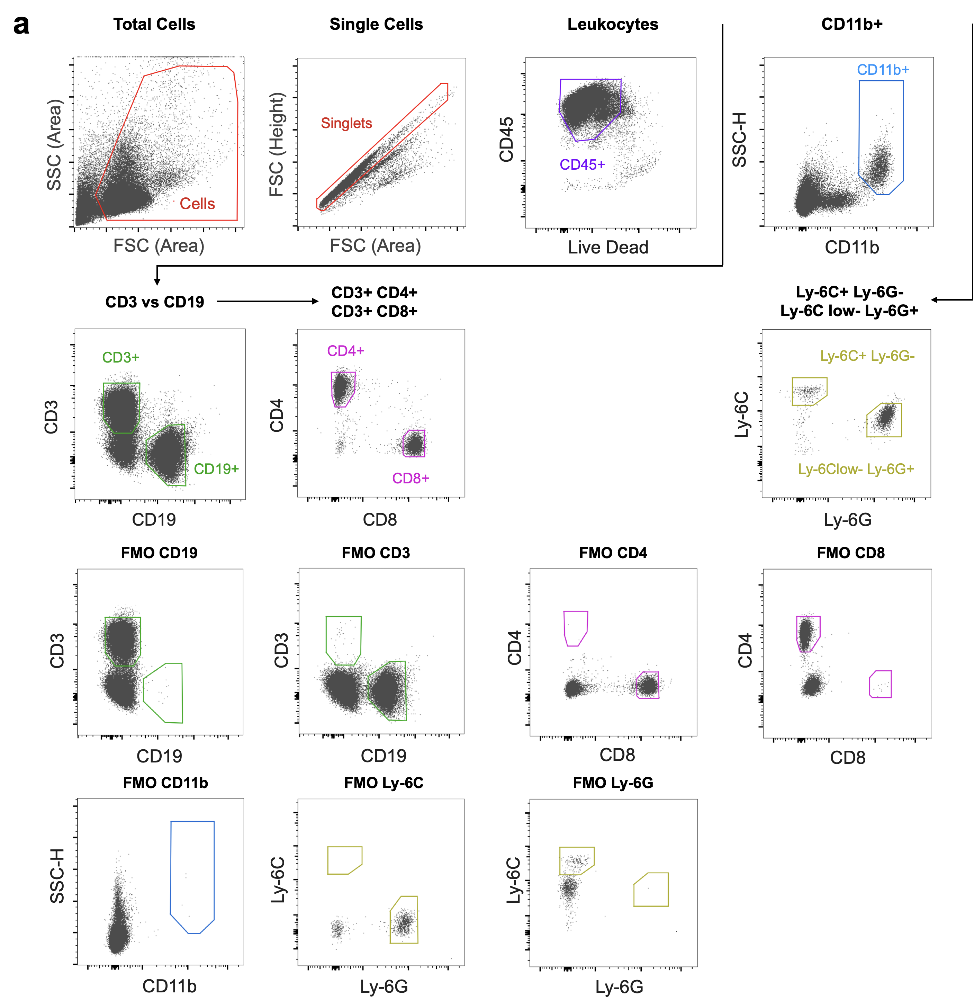 a
Total Cells
Single Cells
Leukocytes
CD11b+
SSC (Area)
Cells
FSC (Area)
FSC (Height)
Singlets
FSC (Area)
CD45
CD45+
Live Dead
SSC-H
CD11b+
CD11b
CD3 vs CD19
CD3+ CD4+
CD3+ CD8+
Ly-6C+ Ly-6G-
Ly-6C low- Ly-6G+
CD3
CD3+
CD19+
CD19
CD4
CD4+
CD8+
CD8
Ly-6C
Ly-6C+ Ly-6G-
Ly-6Clow- Ly-6G+
Ly-6G
FMO CD19
FMO CD3
FMO CD4
FMO CD8
CD3
CD19
CD3
CD19
CD4
CD8
CD4
CD8
FMO CD11b
FMO Ly-6C
FMO Ly-6G
SSC-H
CD11b
Ly-6C
Ly-6G
Ly-6C
Ly-6G